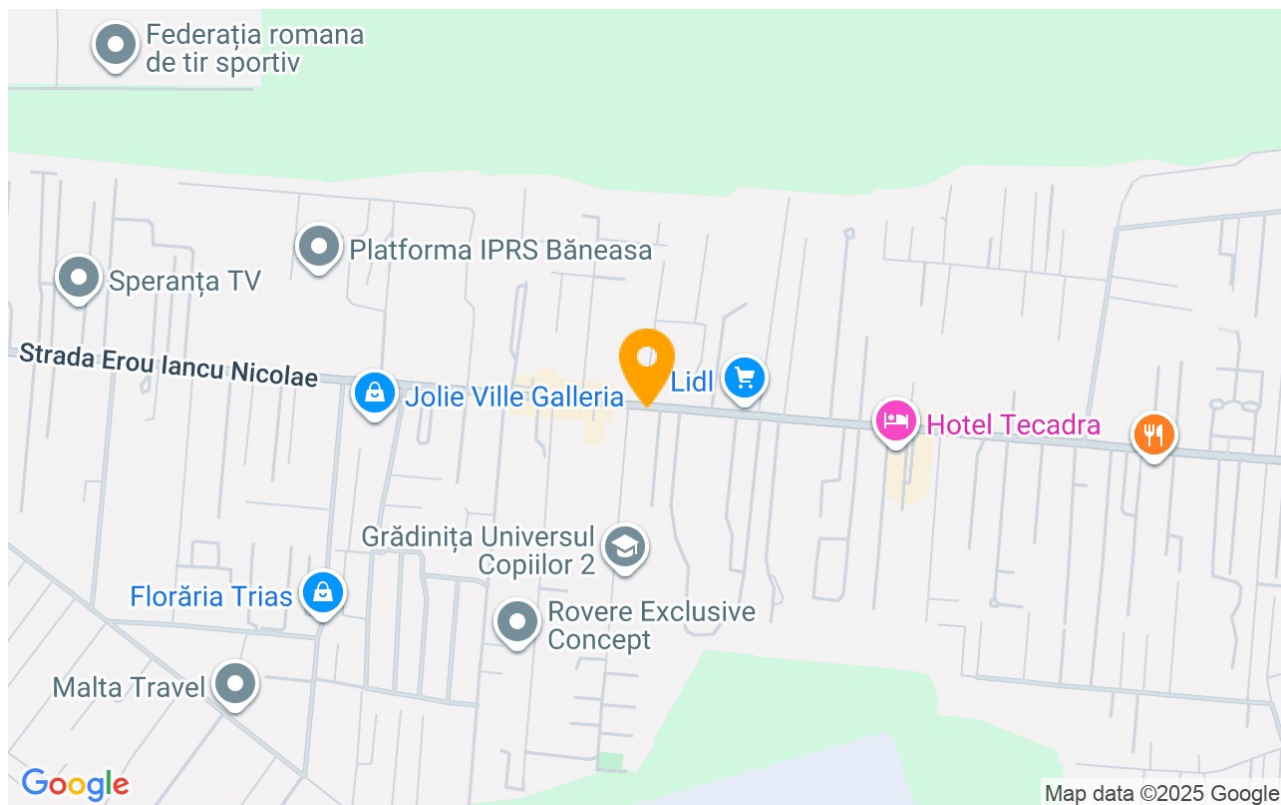 Federația romana
de tir sportiv
Platforma IPRS Băneasa
Speranța TV
Strada Erou Iancu Nicolae
Jolie Ville Galleria
Lidl
Hotel Tecadra
Grădinița Universul
Copiilor 2
Florăria Trias
Rovere Exclusive
Concept
Malta Travel
Google
Map data ©2025 Google